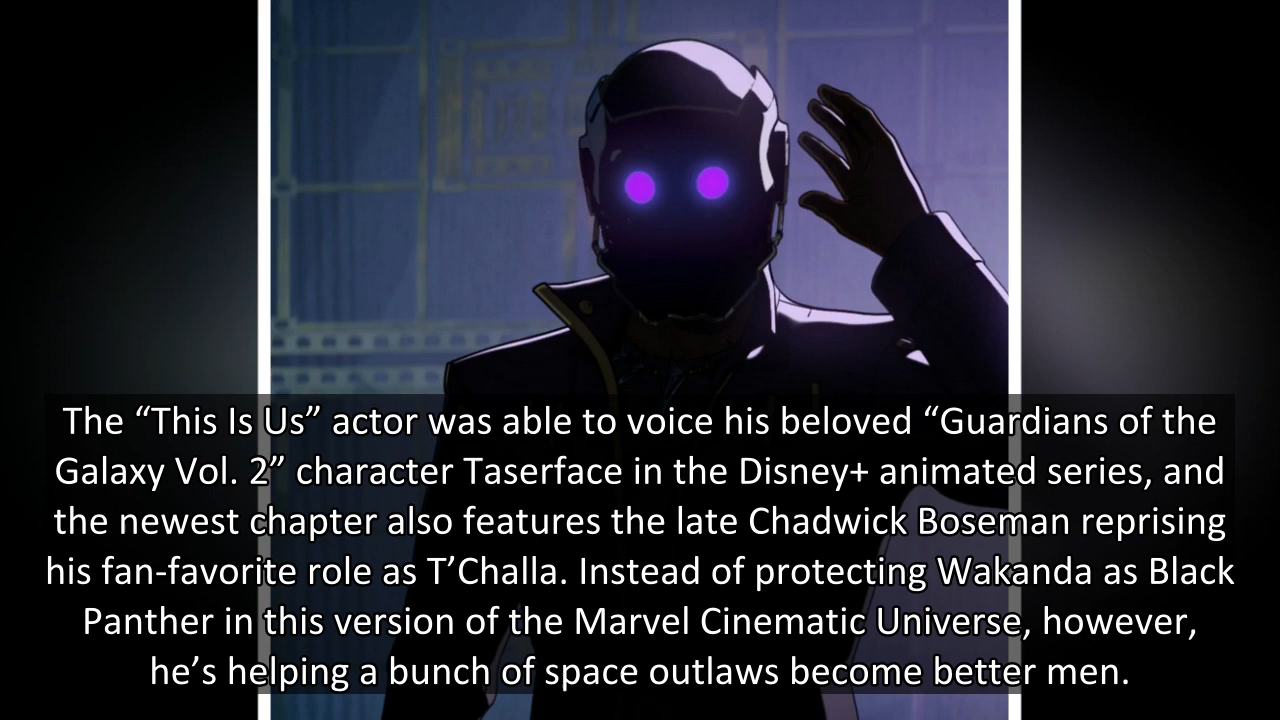 The “This Is Us” actor was able to voice his beloved “Guardians of the
Galaxy Vol. 2” character Taserface in the Disney+ animated series, and
the newest chapter also features the late Chadwick Boseman reprising
his fan-favorite role as T’Challa. Instead of protecting Wakanda as Black
Panther in this version of the Marvel Cinematic Universe, however,
he’s helping a bunch of space outlaws become better men.